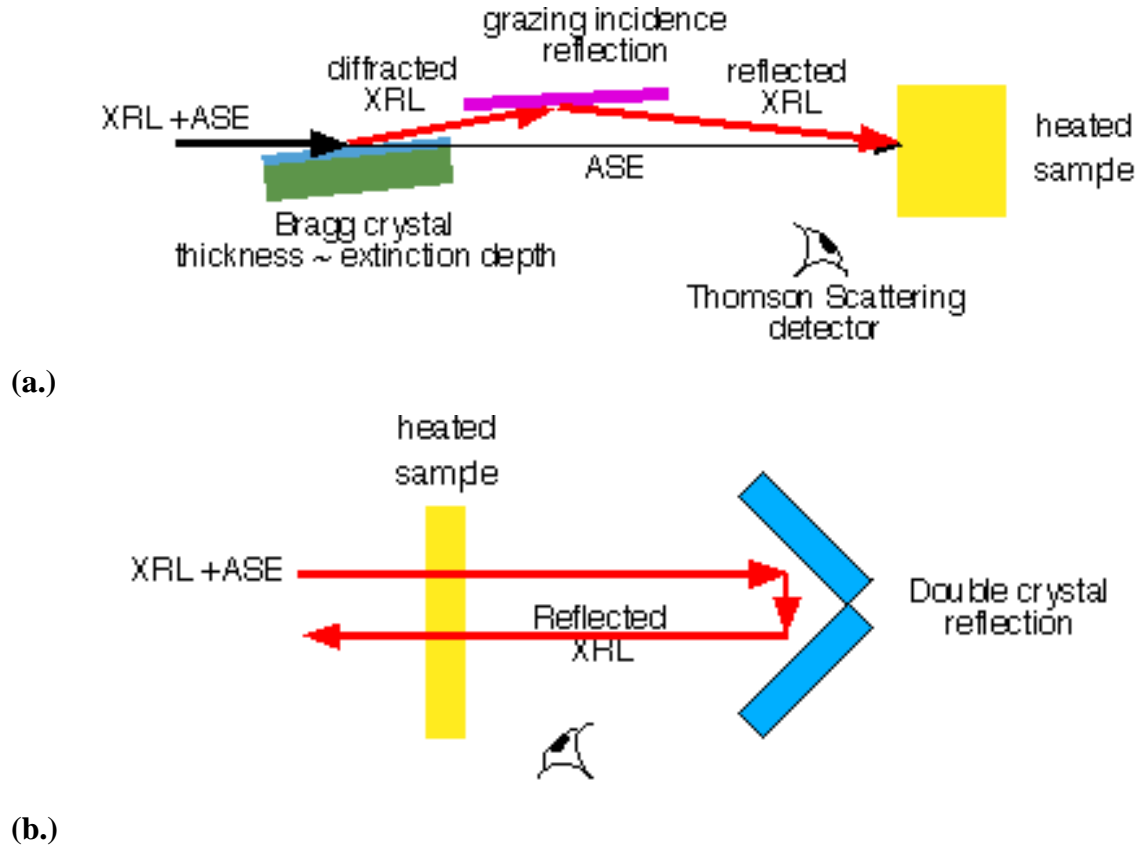 grazing incidence
reflection
diffracted
XRL
reflected
XRL
XRL +ASE
heated
sample
ASE
Bragg crystal
thickness ~ extinction depth
Thomson Scattering
detector
(a.)
heated
sample
XRL +ASE
Reflected
XRL
Double crystal
reflection
(b.)